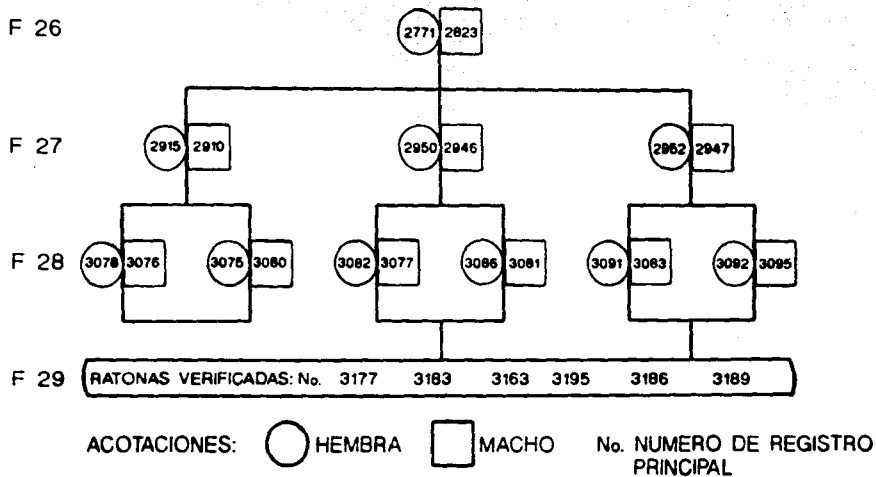 F 26 2771 2823
F 27 2915 2910 2950 2946 2952 2947
F 28 3078 3076 3075 3080 3082 3077 3086 3081 3091 3083 3092 3095
F 29 RATONAS VERIFICADAS: No. 3177 3183 3163 3195 3186 3189
ACOTACIONES: HEMBRA MACHO No. NUMERO DE REGISTRO
PRINCIPAL